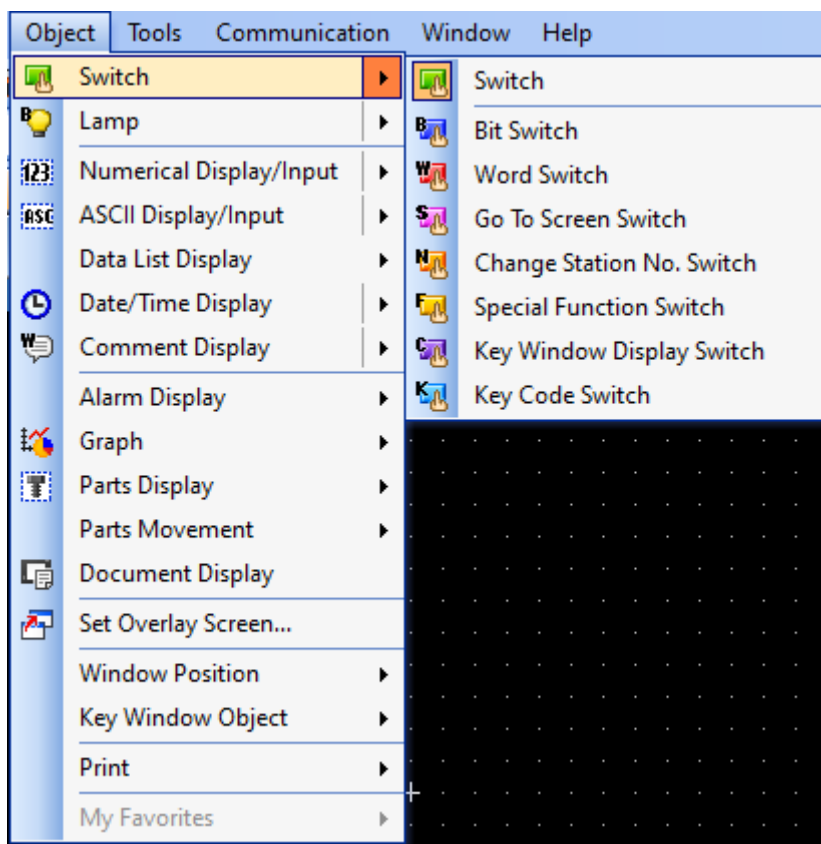 Object Tools Communication Window Help
Switch
Lamp
Numerical Display/Input
ASCII Display/Input
Data List Display
Date/Time Display
Comment Display
Alarm Display
Graph
Parts Display
Parts Movement
Document Display
Set Overlay Screen...
Window Position
Key Window Object
Print
My Favorites
Switch
Bit Switch
Word Switch
Go To Screen Switch
Change Station No. Switch
Special Function Switch
Key Window Display Switch
Key Code Switch
B
123
ASC
W
B
W
S
N
F
C
K